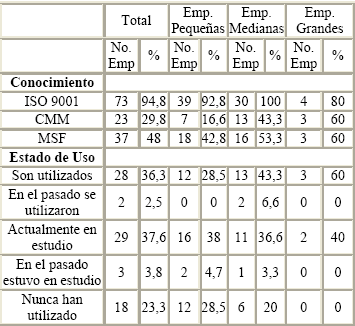 Total Emp. Pequeñas Emp. Medianas Emp. Grandes
No. Emp % No. Emp % No. Emp % No. Emp %
Conocimiento
ISO 9001 73 94,8 39 92,8 30 100 4 80
CMM 23 29,8 7 16,6 13 43,3 3 60
MSF 37 48 18 42,8 16 53,3 3 60
Estado de Uso
Son utilizados 28 36,3 12 28,5 13 43,3 3 60
En el pasado se utilizaron 2 2,5 0 0 2 6,6 0 0
Actualmente en estudio 29 37,6 16 38 11 36,6 2 40
En el pasado estuvo en estudio 3 3,8 2 4,7 1 3,3 0 0
Nunca han utilizado 18 23,3 12 28,5 6 20 0 0